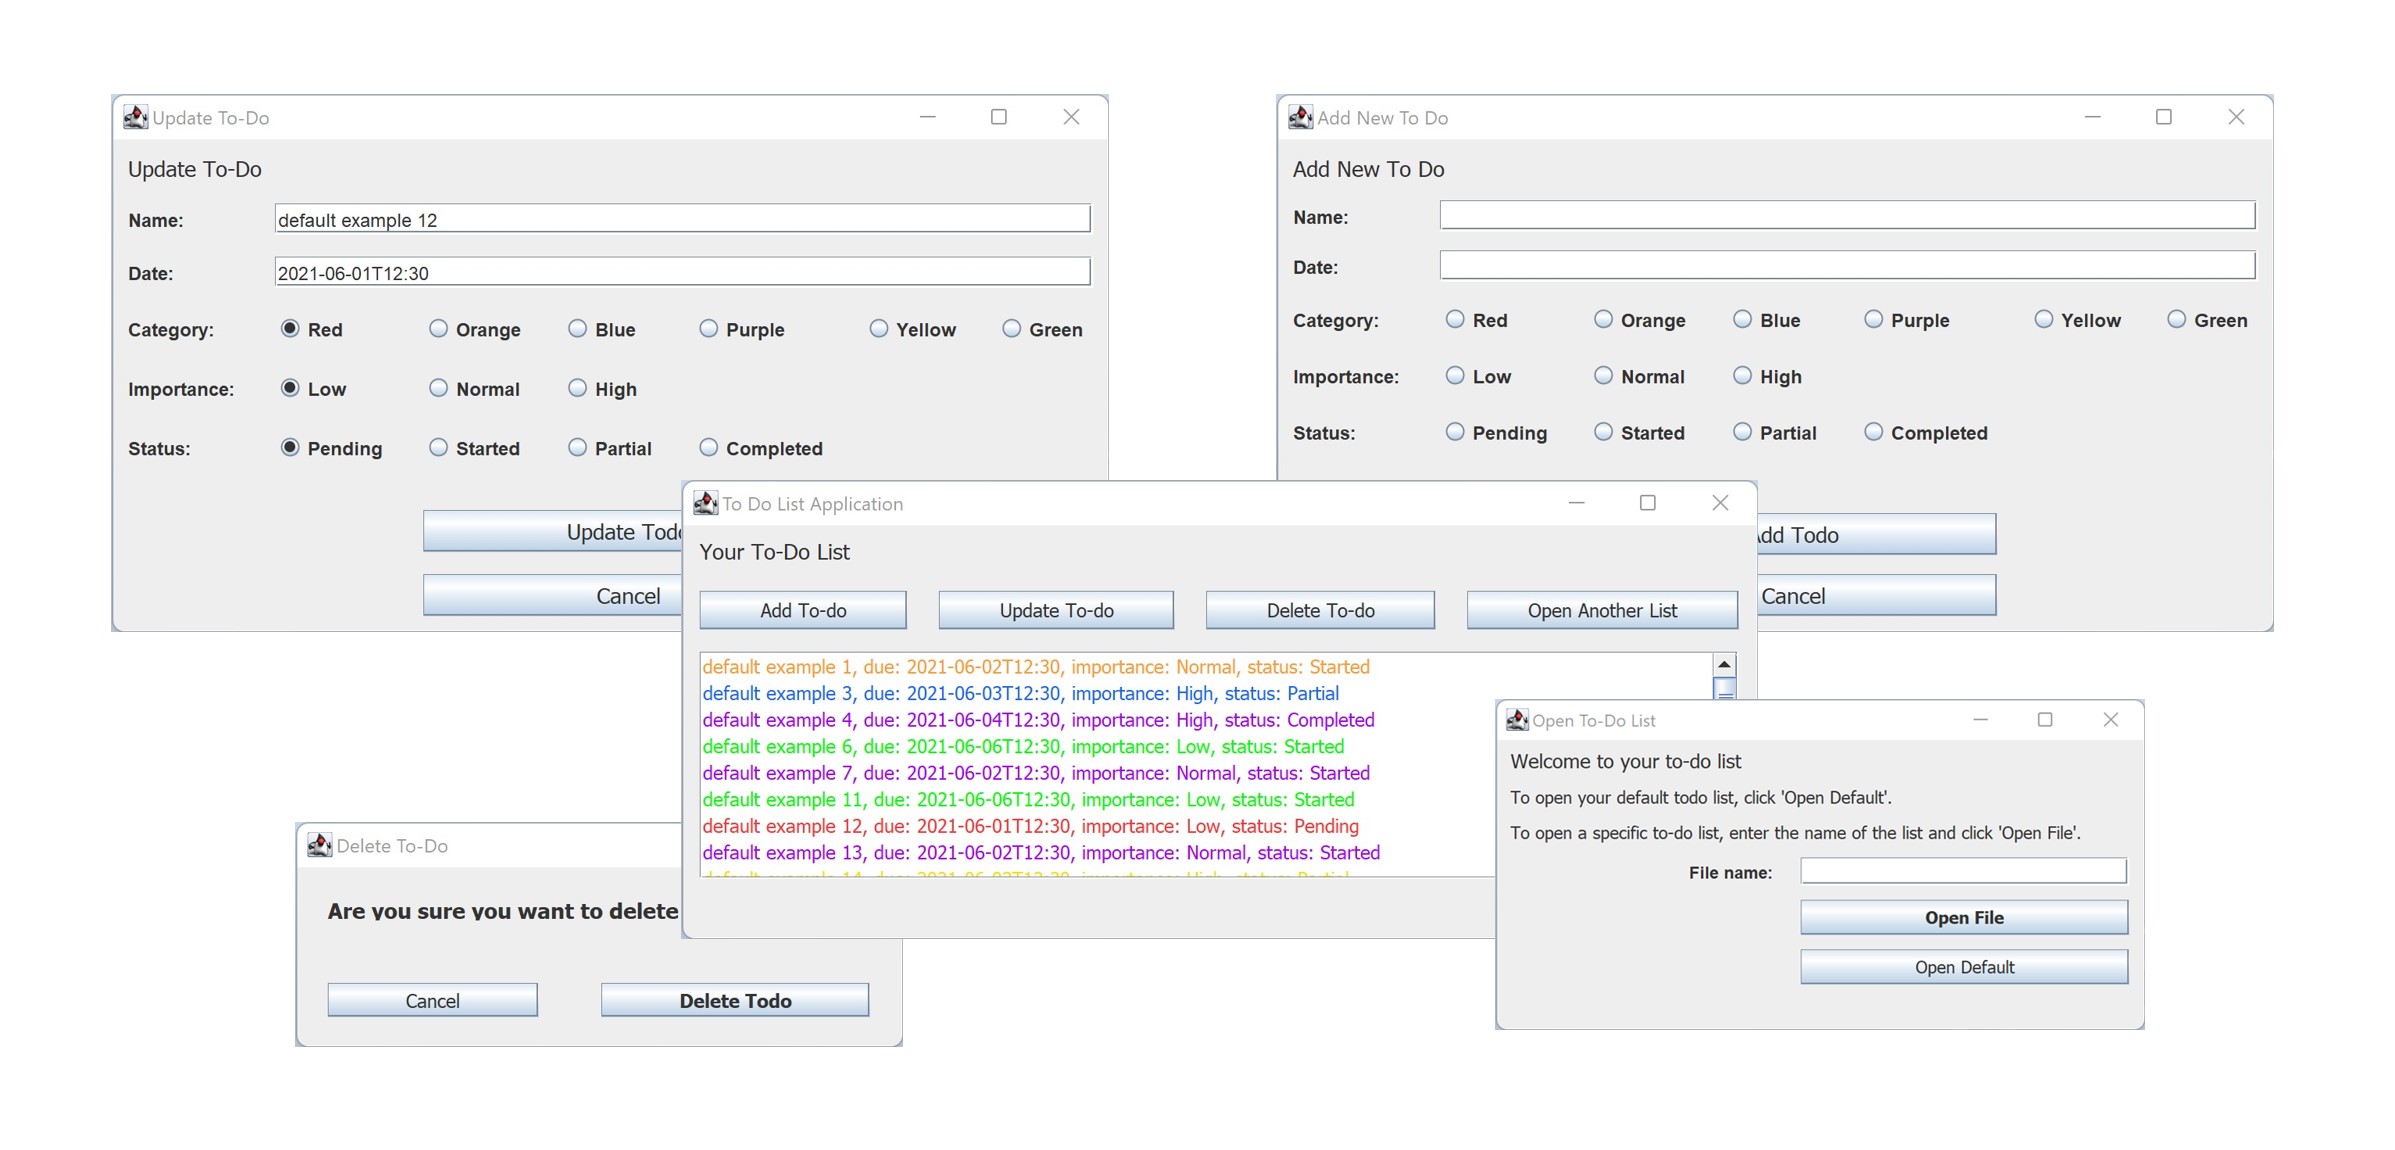 Update To-Do
Update To-Do
Name: default example 12
Date: 2021-06-01T12:30
Category: Red Orange Blue Purple Yellow Green
Importance: Low Normal High
Status: Pending Started Partial Completed
Update Todo
Cancel
Add New To Do
Add New To Do
Name:
Date:
Category: Red Orange Blue Purple Yellow Green
Importance: Low Normal High
Status: Pending Started Partial Completed
Add Todo
Cancel
To Do List Application
Your To-Do List
Add To-do Update To-do Delete To-do Open Another List
default example 1, due: 2021-06-02T12:30, importance: Normal, status: Started
default example 3, due: 2021-06-03T12:30, importance: High, status: Partial
default example 4, due: 2021-06-04T12:30, importance: High, status: Completed
default example 6, due: 2021-06-06T12:30, importance: Low, status: Started
default example 7, due: 2021-06-02T12:30, importance: Normal, status: Started
default example 11, due: 2021-06-06T12:30, importance: Low, status: Started
default example 12, due: 2021-06-01T12:30, importance: Low, status: Pending
default example 13, due: 2021-06-02T12:30, importance: Normal, status: Started
Delete To-Do
Are you sure you want to delete
Cancel Delete Todo
Open To-Do List
Welcome to your to-do list
To open your default todo list, click 'Open Default'.
To open a specific to-do list, enter the name of the list and click 'Open File'.
File name:
Open File
Open Default